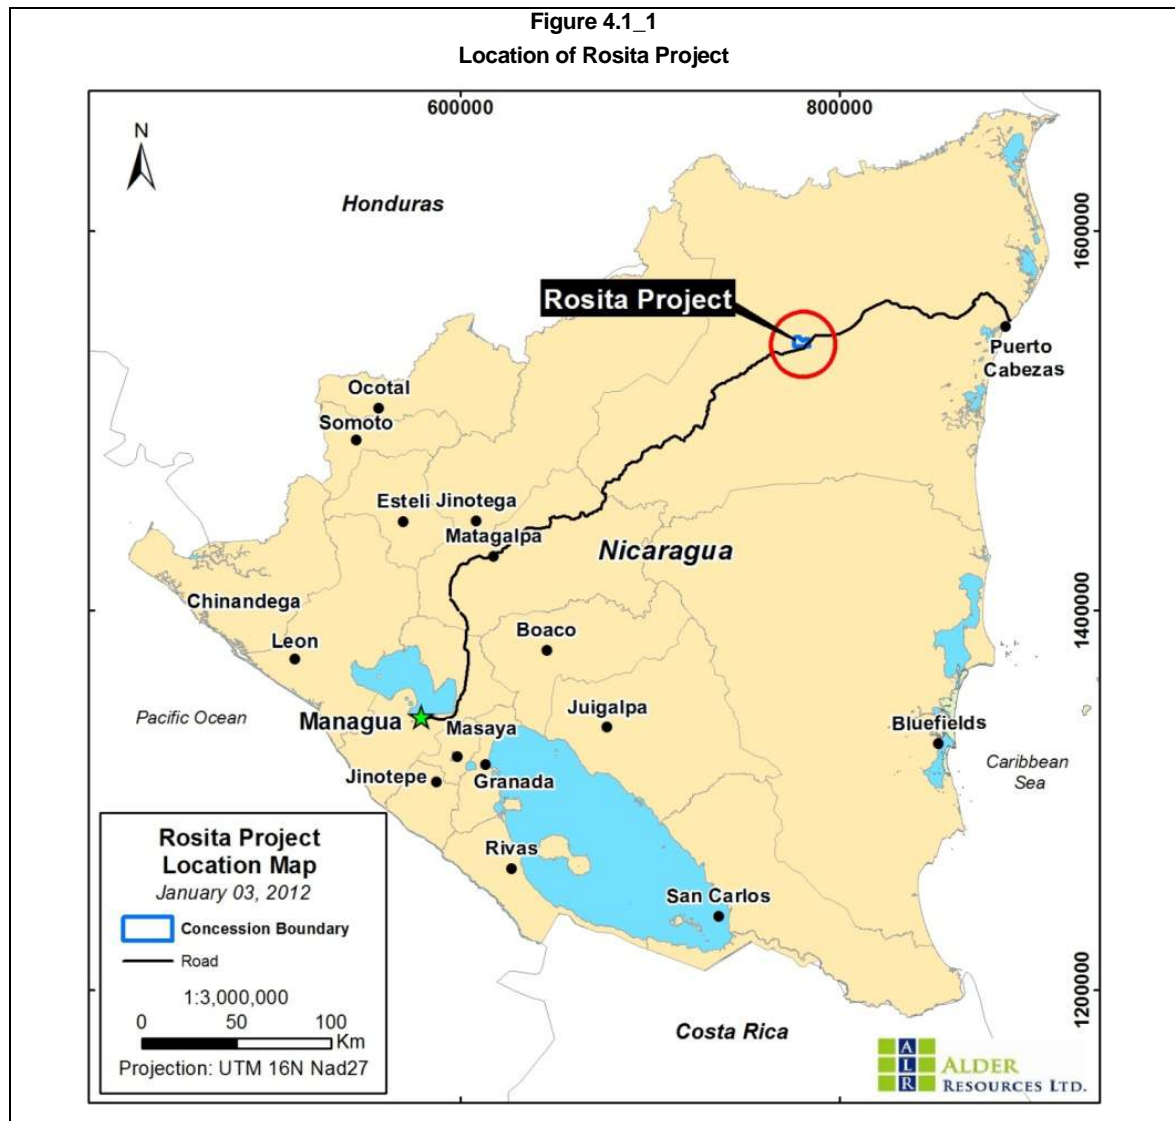 Figure 4.1_1
Location of Rosita Project
600000
800000
N
Honduras
1600000
Rosita Project
Puerto
Cabezas
Ocotal
Somoto
Esteli
Jinotega
Matagalpa
Nicaragua
Chinandega
1400000
Leon
Boaco
Pacific Ocean
Managua
Masaya
Juigalpa
Bluefields
Caribbean
Sea
Jinotepe
Granada
Rivas
San Carlos
Rosita Project
Location Map
January 03, 2012
Concession Boundary
Road
1:3,000,000
0 50 100
Km
Projection: UTM 16N Nad27
1200000
Costa Rica
A
L
R
ALDER
RESOURCES LTD.